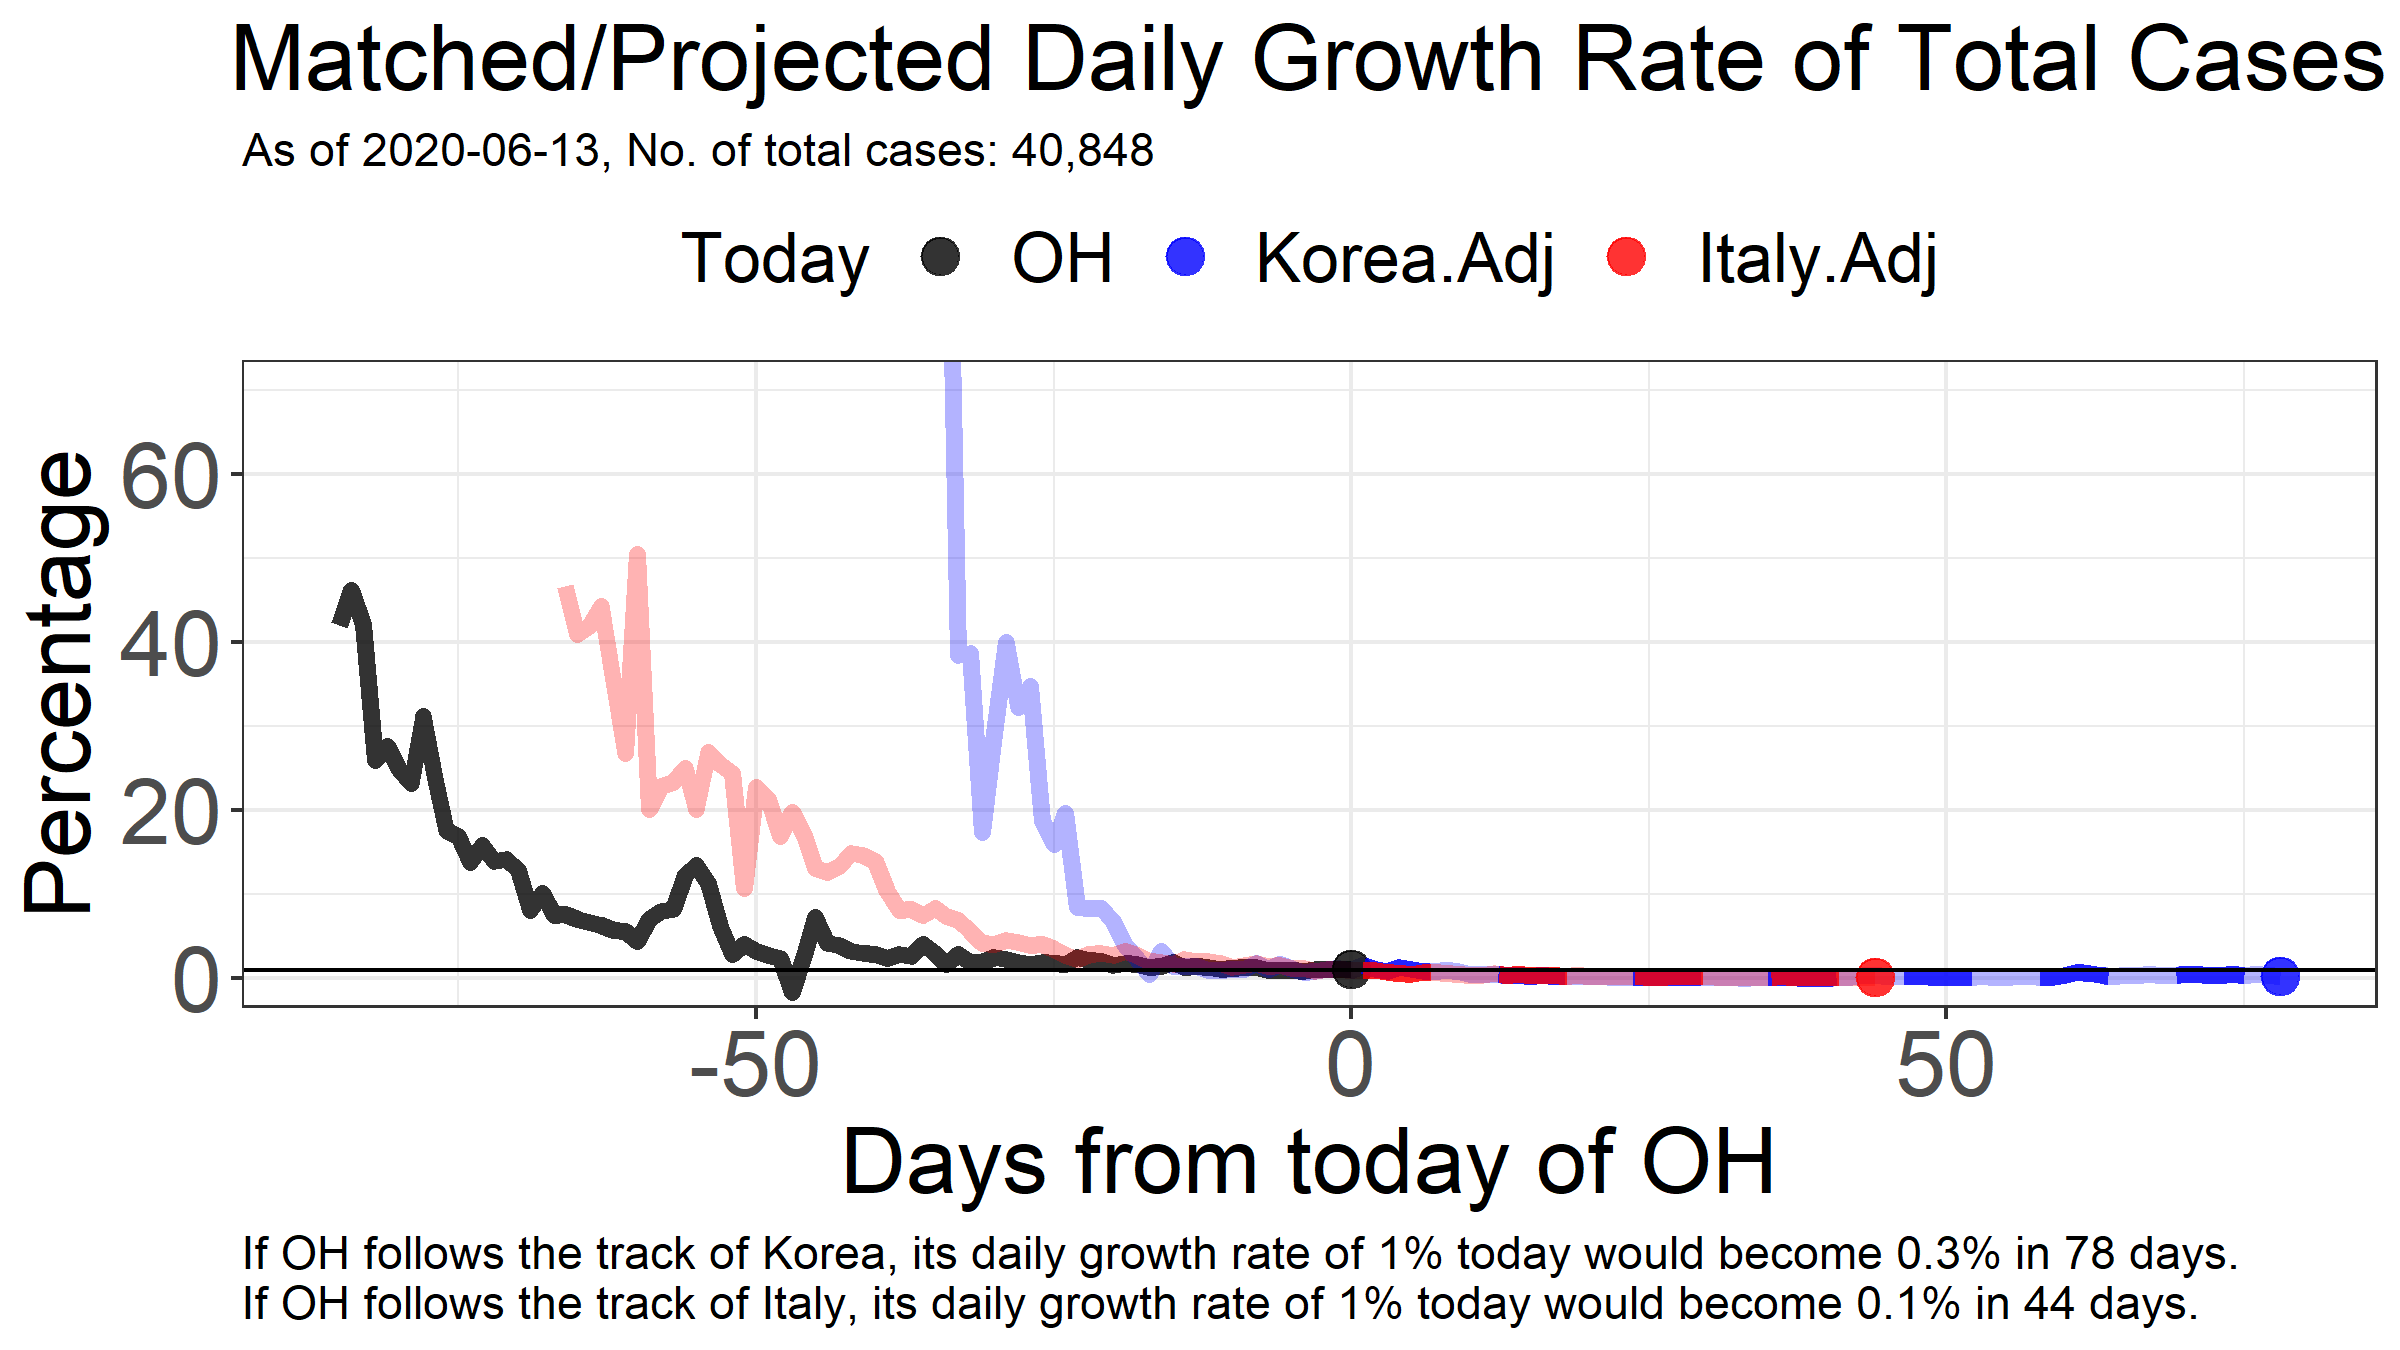 Matched/Projected Daily Growth Rate of Total Cases
As of 2020-06-13, No. of total cases: 40,848
Today OH Korea.Adj Italy.Adj
Percentage
60
40
20
0
-50 0 50
Days from today of OH
If OH follows the track of Korea, its daily growth rate of 1% today would become 0.3% in 78 days.
If OH follows the track of Italy, its daily growth rate of 1% today would become 0.1% in 44 days.